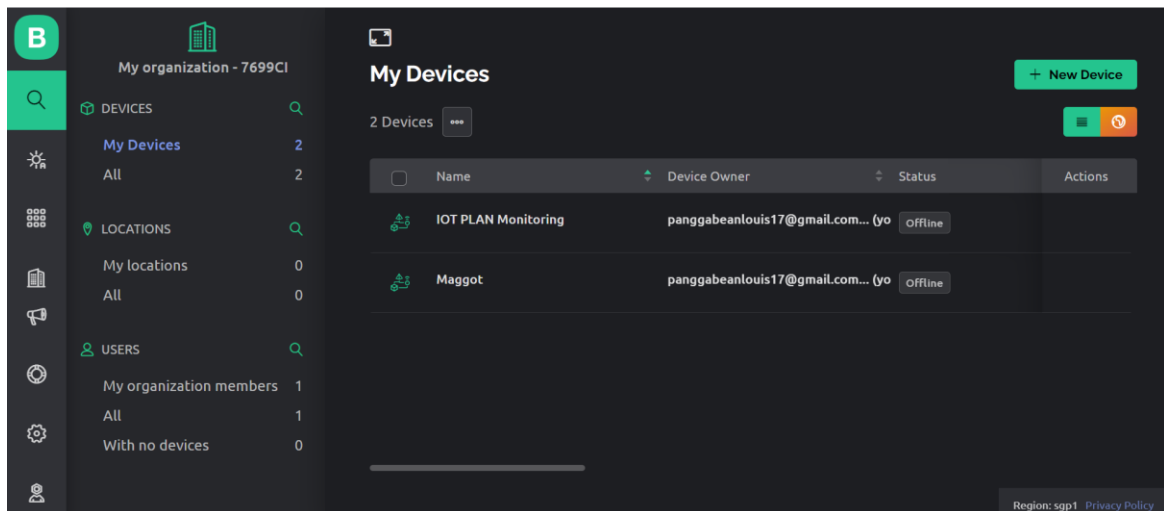 B
My organization - 7699CI
DEVICES
My Devices 2
All 2
LOCATIONS
My locations 0
All 0
USERS
My organization members 1
All 1
With no devices 0
My Devices
+ New Device
2 Devices
Name Device Owner Status Actions
IOT PLAN Monitoring panggabeanlouis17@gmail.com... (yo Offline
Maggot panggabeanlouis17@gmail.com... (yo Offline
Region: sgp1 Privacy Policy